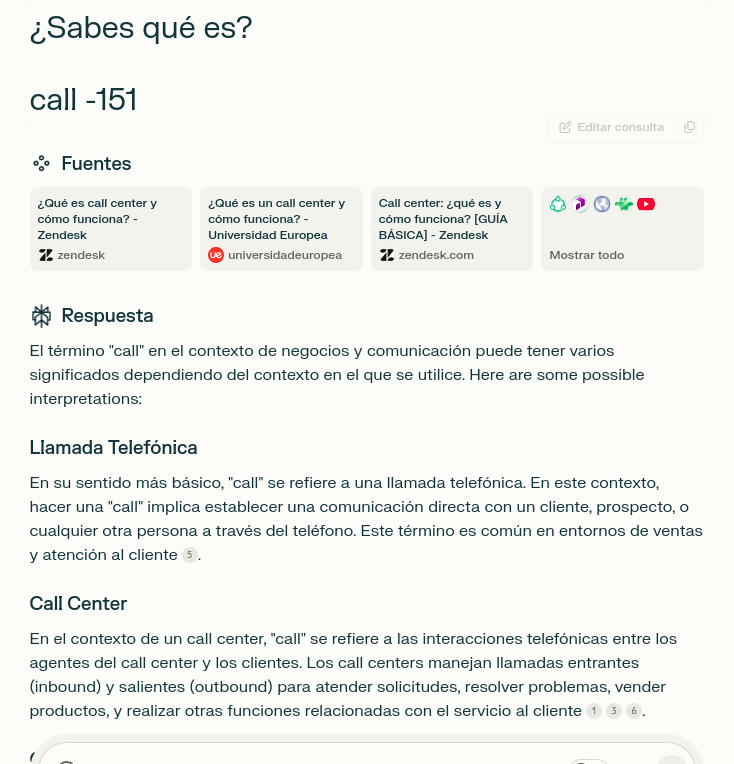 ¿Sabes qué es?
call -151
Editar consulta
Fuentes
¿Qué es call center y
cómo funciona? -
Zendesk
zendesk
¿Qué es un call center y
cómo funciona? -
Universidad Europea
ue universidadeuropea
Call center: ¿qué es y
cómo funciona? [GUÍA
BÁSICA] - Zendesk
zendesk.com
Mostrar todo
Respuesta
El término "call" en el contexto de negocios y comunicación puede tener varios
significados dependiendo del contexto en el que se utilice. Here are some possible
interpretations:
Llamada Telefónica
En su sentido más básico, "call" se refiere a una llamada telefónica. En este contexto,
hacer una "call" implica establecer una comunicación directa con un cliente, prospecto, o
cualquier otra persona a través del teléfono. Este término es común en entornos de ventas
y atención al cliente 5.
Call Center
En el contexto de un call center, "call" se refiere a las interacciones telefónicas entre los
agentes del call center y los clientes. Los call centers manejan llamadas entrantes
(inbound) y salientes (outbound) para atender solicitudes, resolver problemas, vender
productos, y realizar otras funciones relacionadas con el servicio al cliente 1 3 6.